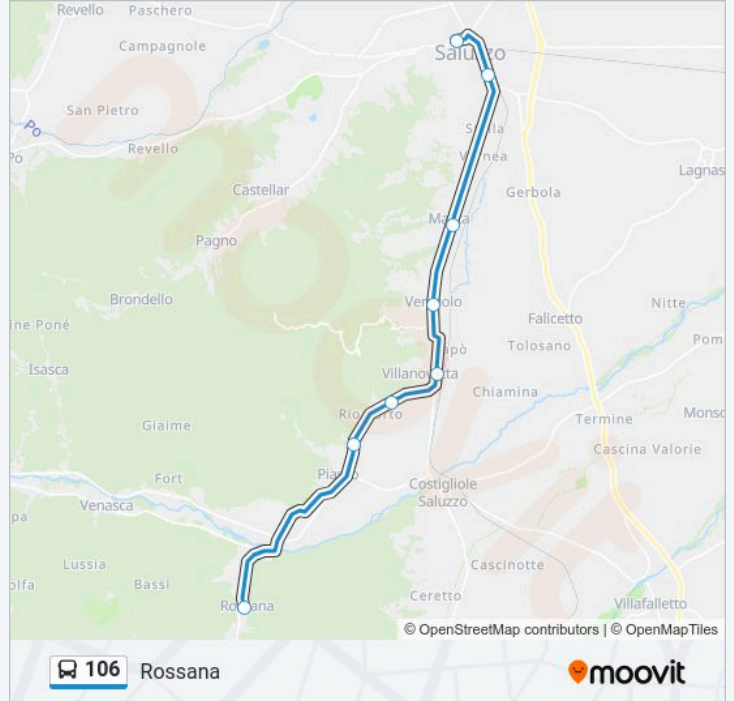 Revello
Paschero
Campagnole
Saluzzo
San Pietro
Po
Po
Revello
Lagnas
Castellar
Gerbola
Pagno
Brondello
Nitte
Falicetto
ine Poné
Tolosano
Pom
Isasca
Villanovetta
Chiamina
Monsc
Giaime
Termine
Cascina Valorie
Fort
Costigliole
Saluzzo
Venasca
pa
Lussia
Cascinotte
olfa
Bassi
Ceretto
Villafalletto
Rossana
© OpenStreetMap contributors | © OpenMapTiles
106 Rossana
moovit